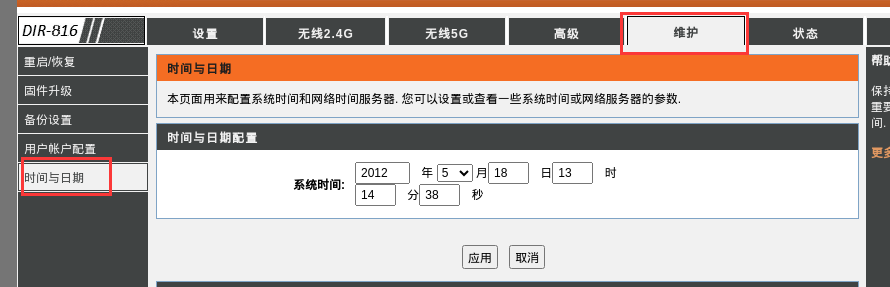 DIR-816
设置
无线2.4G
无线5G
高级
维护
状态
重启/恢复
固件升级
备份设置
用户帐户配置
时间与日期
时间与日期
本页面用来配置系统时间和网络时间服务器. 您可以设置或查看一些系统时间或网络服务器的参数.
时间与日期配置
系统时间: 2012 年 5 月 18 日 13 时
14 分 38 秒
应用 取消
保持
重要
间.
更多